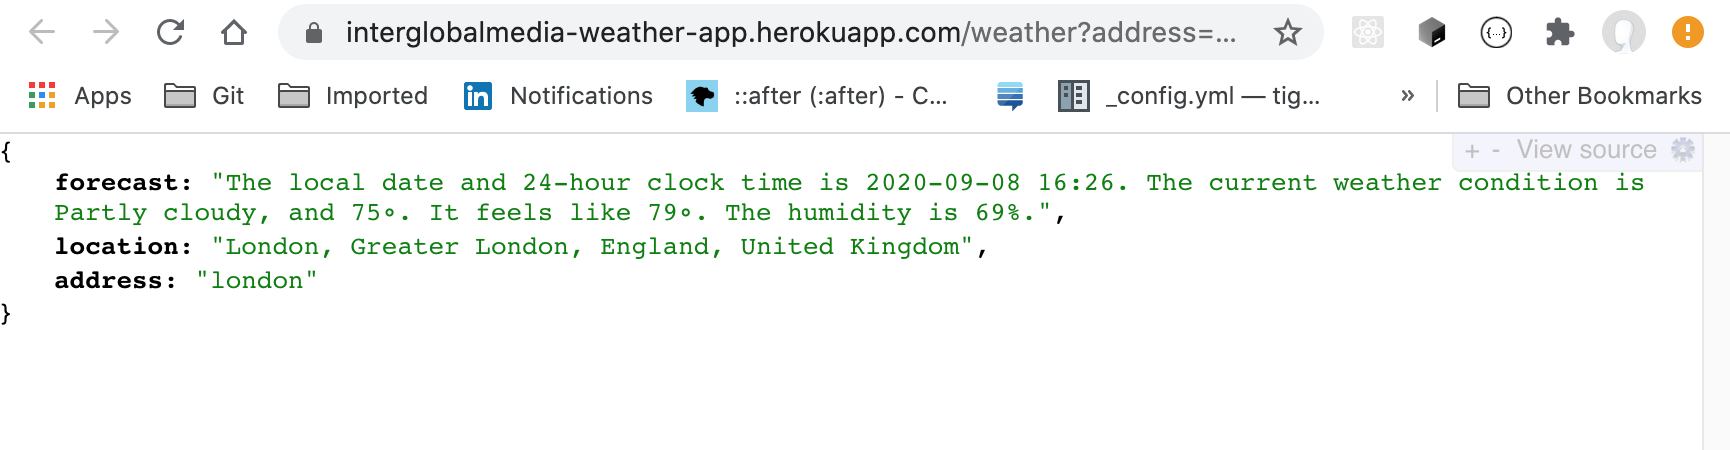 interglobalmedia-weather-app.herokuapp.com/weather?address=...
{...}
Apps Git Imported in Notifications ::after (:after) - C... _config.yml — tig... » Other Bookmarks
+ - View source
{
forecast: "The local date and 24-hour clock time is 2020-09-08 16:26. The current weather condition is
Partly cloudy, and 75∘. It feels like 79∘. The humidity is 69%.",
location: "London, Greater London, England, United Kingdom",
address: "london"
}